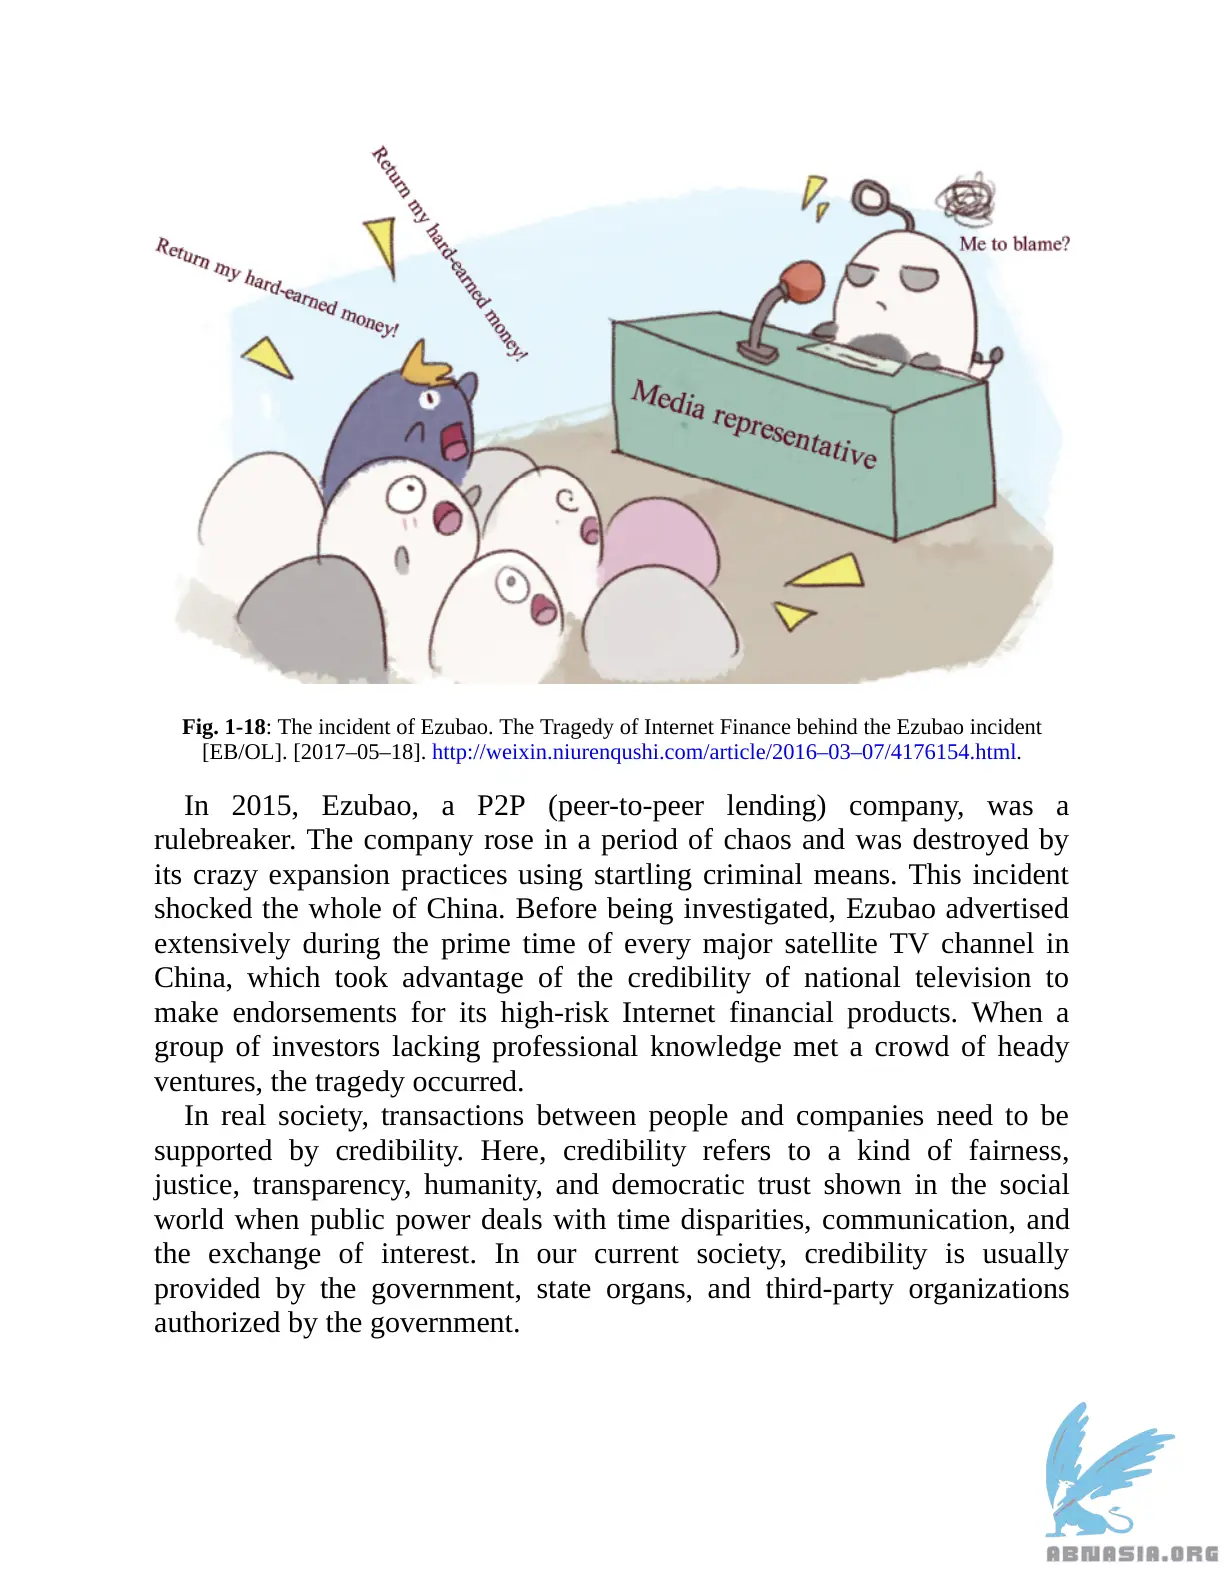 Return my hard-earned money!
Return my hard-earned money!
Me to blame?
Media representative
Fig. 1-18: The incident of Ezubao. The Tragedy of Internet Finance behind the Ezubao incident
[EB/OL]. [2017–05–18]. http://weixin.niurenqushi.com/article/2016–03–07/4176154.html.
In 2015, Ezubao, a P2P (peer-to-peer lending) company, was a
rulebreaker. The company rose in a period of chaos and was destroyed by
its crazy expansion practices using startling criminal means. This incident
shocked the whole of China. Before being investigated, Ezubao advertised
extensively during the prime time of every major satellite TV channel in
China, which took advantage of the credibility of national television to
make endorsements for its high-risk Internet financial products. When a
group of investors lacking professional knowledge met a crowd of heady
ventures, the tragedy occurred.
In real society, transactions between people and companies need to be
supported by credibility. Here, credibility refers to a kind of fairness,
justice, transparency, humanity, and democratic trust shown in the social
world when public power deals with time disparities, communication, and
the exchange of interest. In our current society, credibility is usually
provided by the government, state organs, and third-party organizations
authorized by the government.
ABNASIA.ORG